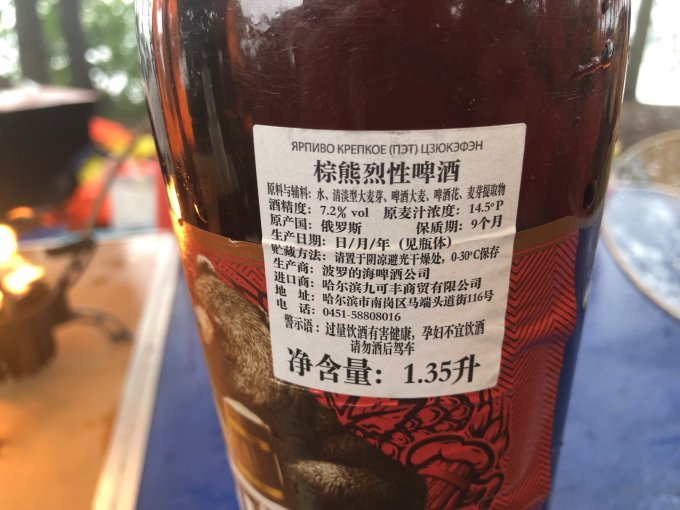 ЯРПИВО КРЕПКОЕ (ПЭТ) ЦЗЮКЭФЭН
棕熊烈性啤酒
原料与辅料：水、清淡型大麦芽、啤酒大麦、啤酒花、麦芽提取物
酒精度：7.2% vol 原麦汁浓度：14.5°P
原产国：俄罗斯 保质期：9个月
生产日期：日/月/年（见瓶体）
贮藏方法：请置于阴凉避光干燥处，0-30°C保存
生产商：波罗的海啤酒公司
进口商：哈尔滨九可丰商贸有限公司
地 址：哈尔滨市南岗区马端头道街116号
电 话：0451-58808016
警示语：过量饮酒有害健康，孕妇不宜饮酒
请勿酒后驾车
净含量：1.35升